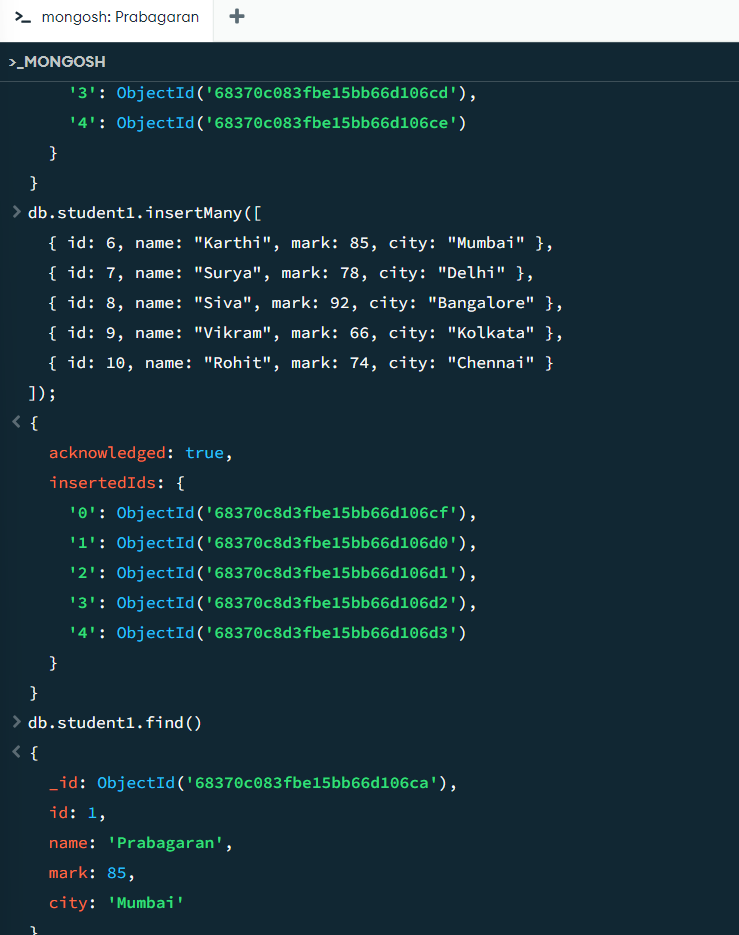 >_ mongosh: Prabagaran +
>_MONGOSH
'3': ObjectId('68370c083fbe15bb66d106cd'),
'4': ObjectId('68370c083fbe15bb66d106ce')
}
}
> db.student1.insertMany([
{ id: 6, name: "Karthi", mark: 85, city: "Mumbai" },
{ id: 7, name: "Surya", mark: 78, city: "Delhi" },
{ id: 8, name: "Siva", mark: 92, city: "Bangalore" },
{ id: 9, name: "Vikram", mark: 66, city: "Kolkata" },
{ id: 10, name: "Rohit", mark: 74, city: "Chennai" }
]);
< {
acknowledged: true,
insertedIds: {
'0': ObjectId('68370c8d3fbe15bb66d106cf'),
'1': ObjectId('68370c8d3fbe15bb66d106d0'),
'2': ObjectId('68370c8d3fbe15bb66d106d1'),
'3': ObjectId('68370c8d3fbe15bb66d106d2'),
'4': ObjectId('68370c8d3fbe15bb66d106d3')
}
}
> db.student1.find()
< {
_id: ObjectId('68370c083fbe15bb66d106ca'),
id: 1,
name: 'Prabagaran',
mark: 85,
city: 'Mumbai'
}